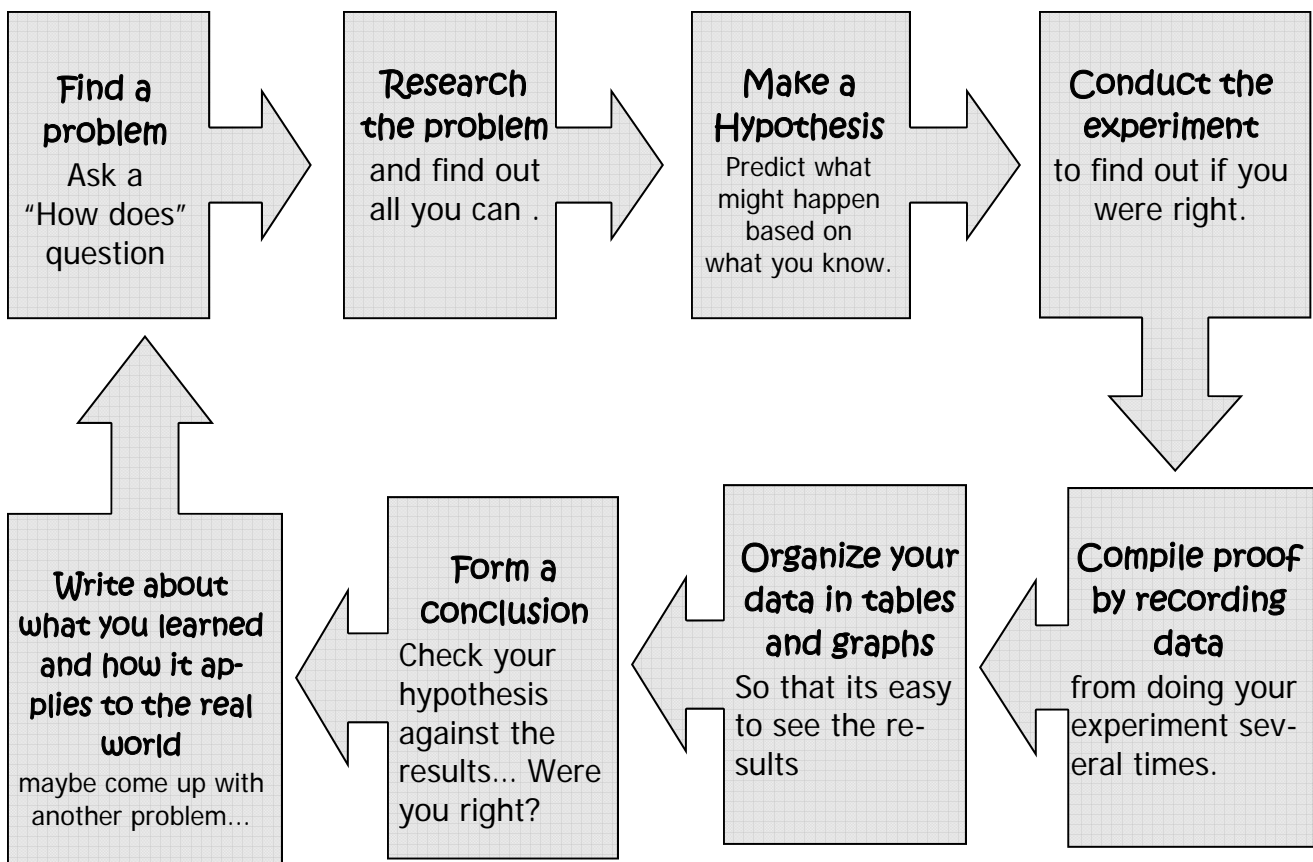 Find a
problem
Ask a
“How does”
question
Research
the problem
and find out
all you can .
Make a
Hypothesis
Predict what
might happen
based on
what you know.
Conduct the
experiment
to find out if you
were right.
Compile proof
by recording
data
from doing your
experiment sev-
eral times.
Organize your
data in tables
and graphs
So that its easy
to see the re-
sults
Form a
conclusion
Check your
hypothesis
against the
results... Were
you right?
Write about
what you learned
and how it ap-
plies to the real
world
maybe come up with
another problem...